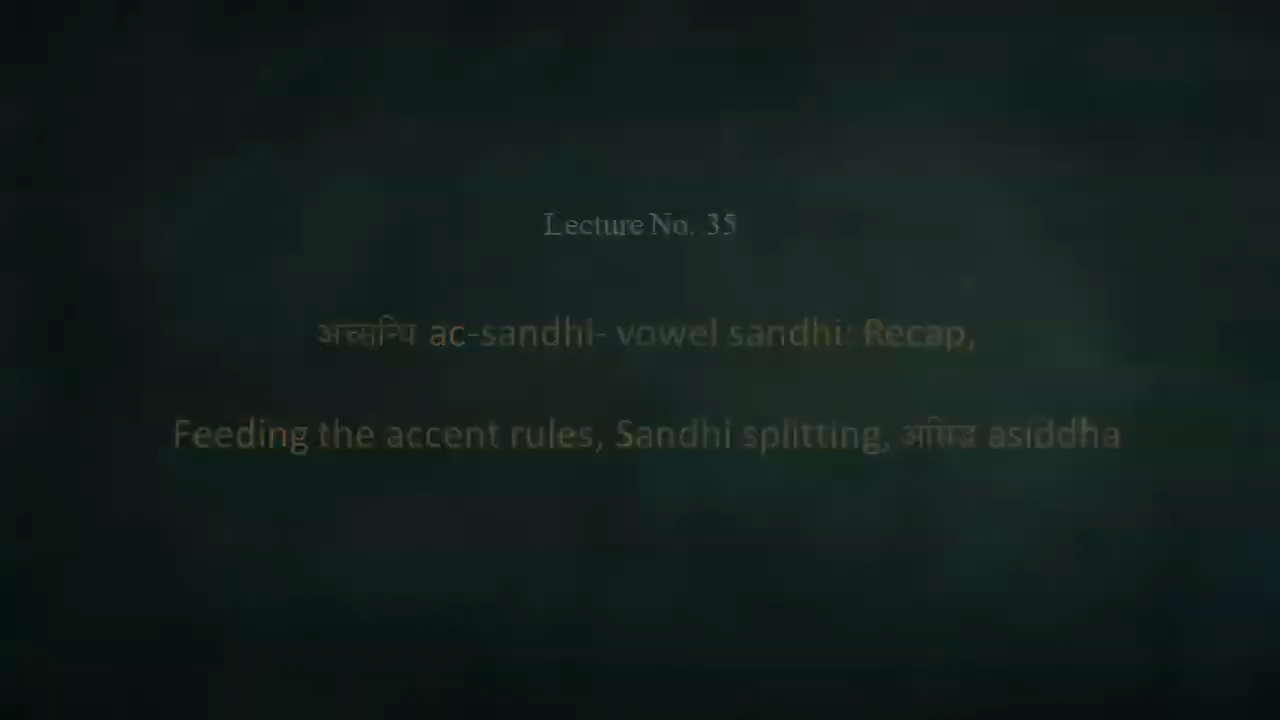 Lecture No. 35
अच्सन्धि ac-sandhi- vowel sandhi: Recap,
Feeding the accent rules, Sandhi splitting, असिद्ध asiddha